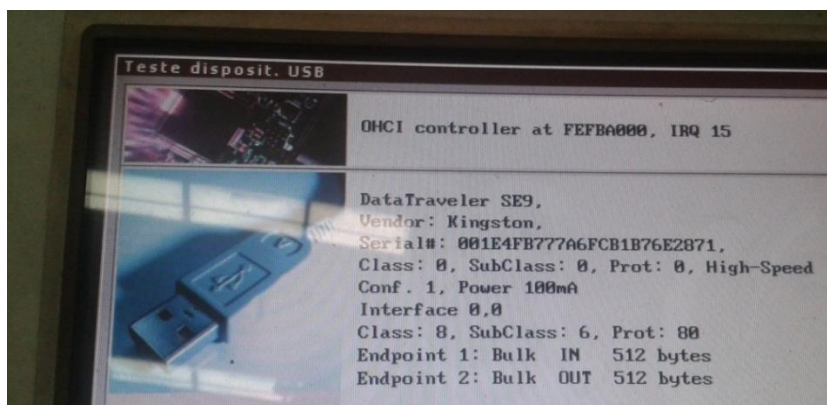 Teste disposit. USB
OHCI controller at FEFBA000, IRQ 15
DataTraveler SE9,
Vendor: Kingston,
Serial#: 001E4FB777A6FCB1B76E2871,
Class: 0, SubClass: 0, Prot: 0, High-Speed
Conf. 1, Power 100mA
Interface 0,0
Class: 8, SubClass: 6, Prot: 80
Endpoint 1: Bulk IN 512 bytes
Endpoint 2: Bulk OUT 512 bytes